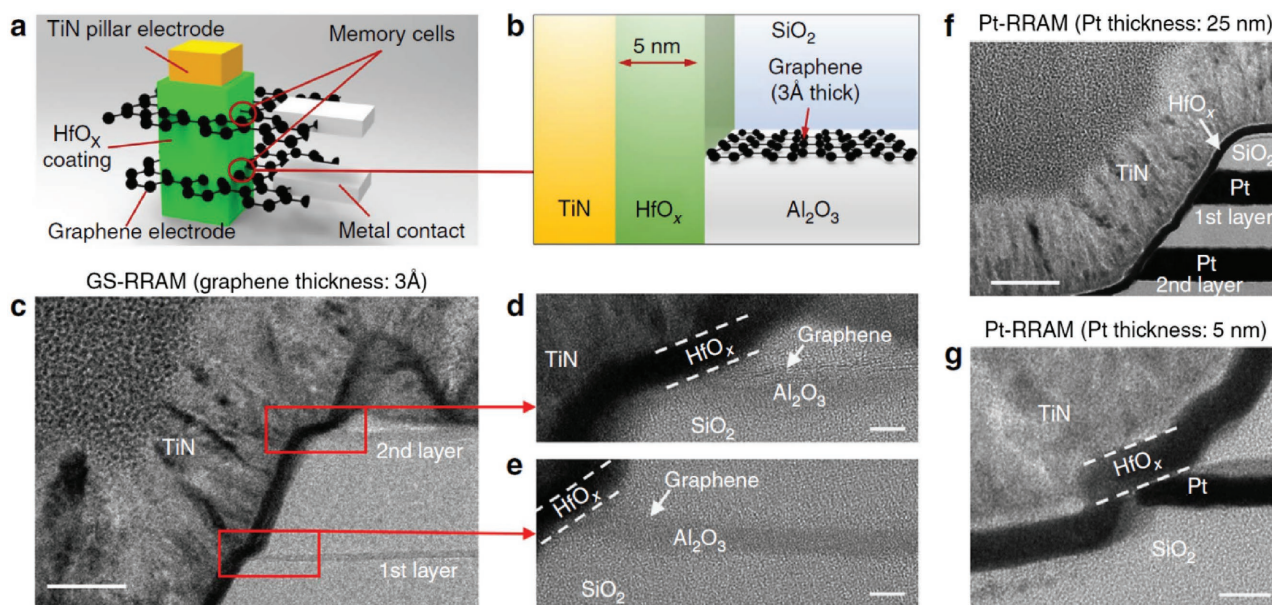 a
TiN pillar electrode
Memory cells
HfOₓ
coating
Graphene electrode
Metal contact
b
5 nm
SiO₂
Graphene
(3Å thick)
TiN
HfOₓ
Al₂O₃
GS-RRAM (graphene thickness: 3Å)
c
TiN
2nd layer
1st layer
d
TiN
HfOₓ
Graphene
Al₂O₃
SiO₂
e
HfOₓ
Graphene
Al₂O₃
SiO₂
f
Pt-RRAM (Pt thickness: 25 nm)
HfOₓ
SiO₂
TiN
Pt
1st layer
Pt
2nd layer
Pt-RRAM (Pt thickness: 5 nm)
g
TiN
HfOₓ
Pt
SiO₂